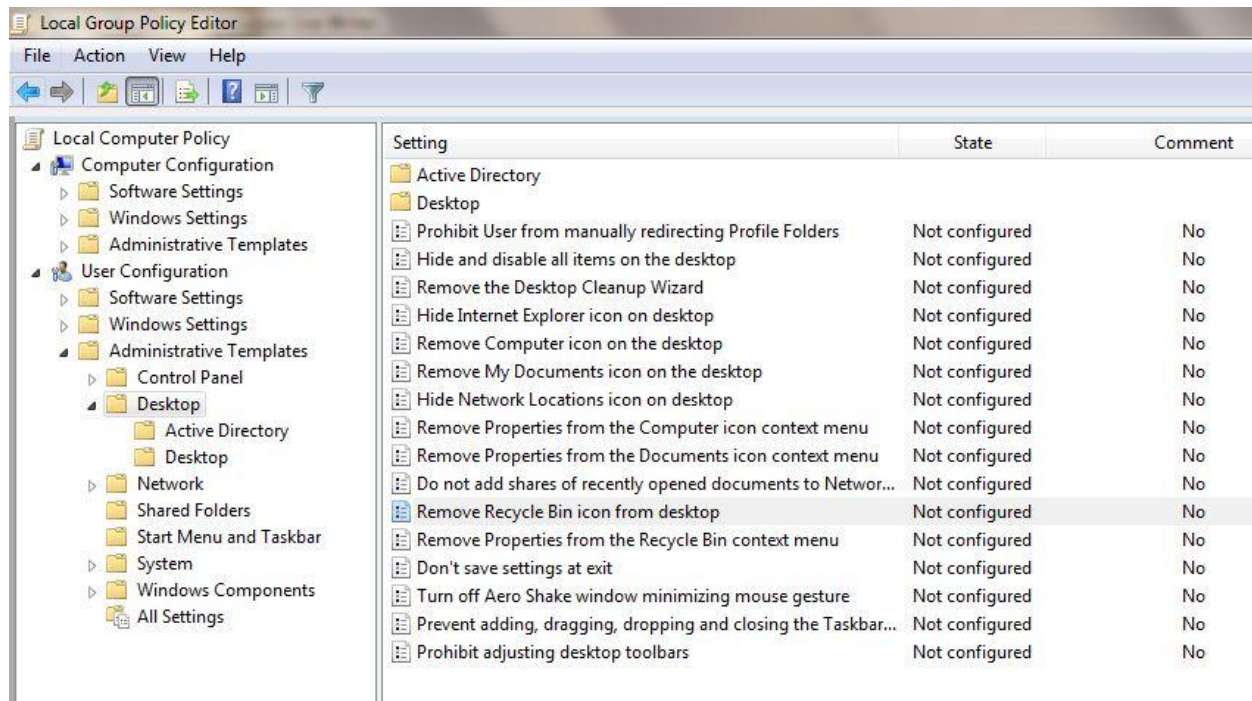 Local Group Policy Editor
File Action View Help
Local Computer Policy
Computer Configuration
Software Settings
Windows Settings
Administrative Templates
User Configuration
Software Settings
Windows Settings
Administrative Templates
Control Panel
Desktop
Active Directory
Desktop
Network
Shared Folders
Start Menu and Taskbar
System
Windows Components
All Settings
Setting State Comment
Active Directory
Desktop
Prohibit User from manually redirecting Profile Folders Not configured No
Hide and disable all items on the desktop Not configured No
Remove the Desktop Cleanup Wizard Not configured No
Hide Internet Explorer icon on desktop Not configured No
Remove Computer icon on the desktop Not configured No
Remove My Documents icon on the desktop Not configured No
Hide Network Locations icon on desktop Not configured No
Remove Properties from the Computer icon context menu Not configured No
Remove Properties from the Documents icon context menu Not configured No
Do not add shares of recently opened documents to Networ... Not configured No
Remove Recycle Bin icon from desktop Not configured No
Remove Properties from the Recycle Bin context menu Not configured No
Don't save settings at exit Not configured No
Turn off Aero Shake window minimizing mouse gesture Not configured No
Prevent adding, dragging, dropping and closing the Taskbar... Not configured No
Prohibit adjusting desktop toolbars Not configured No